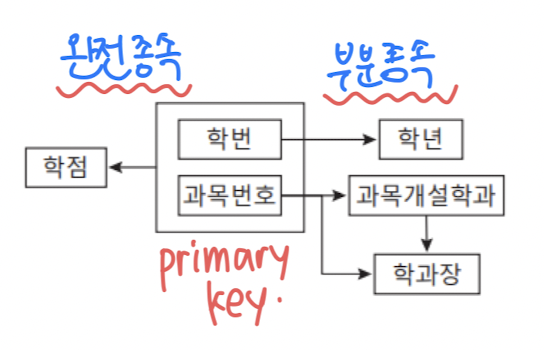 완전종속
부분종속
학번
학년
학점
과목번호
과목개설학과
학과장
primary
key.